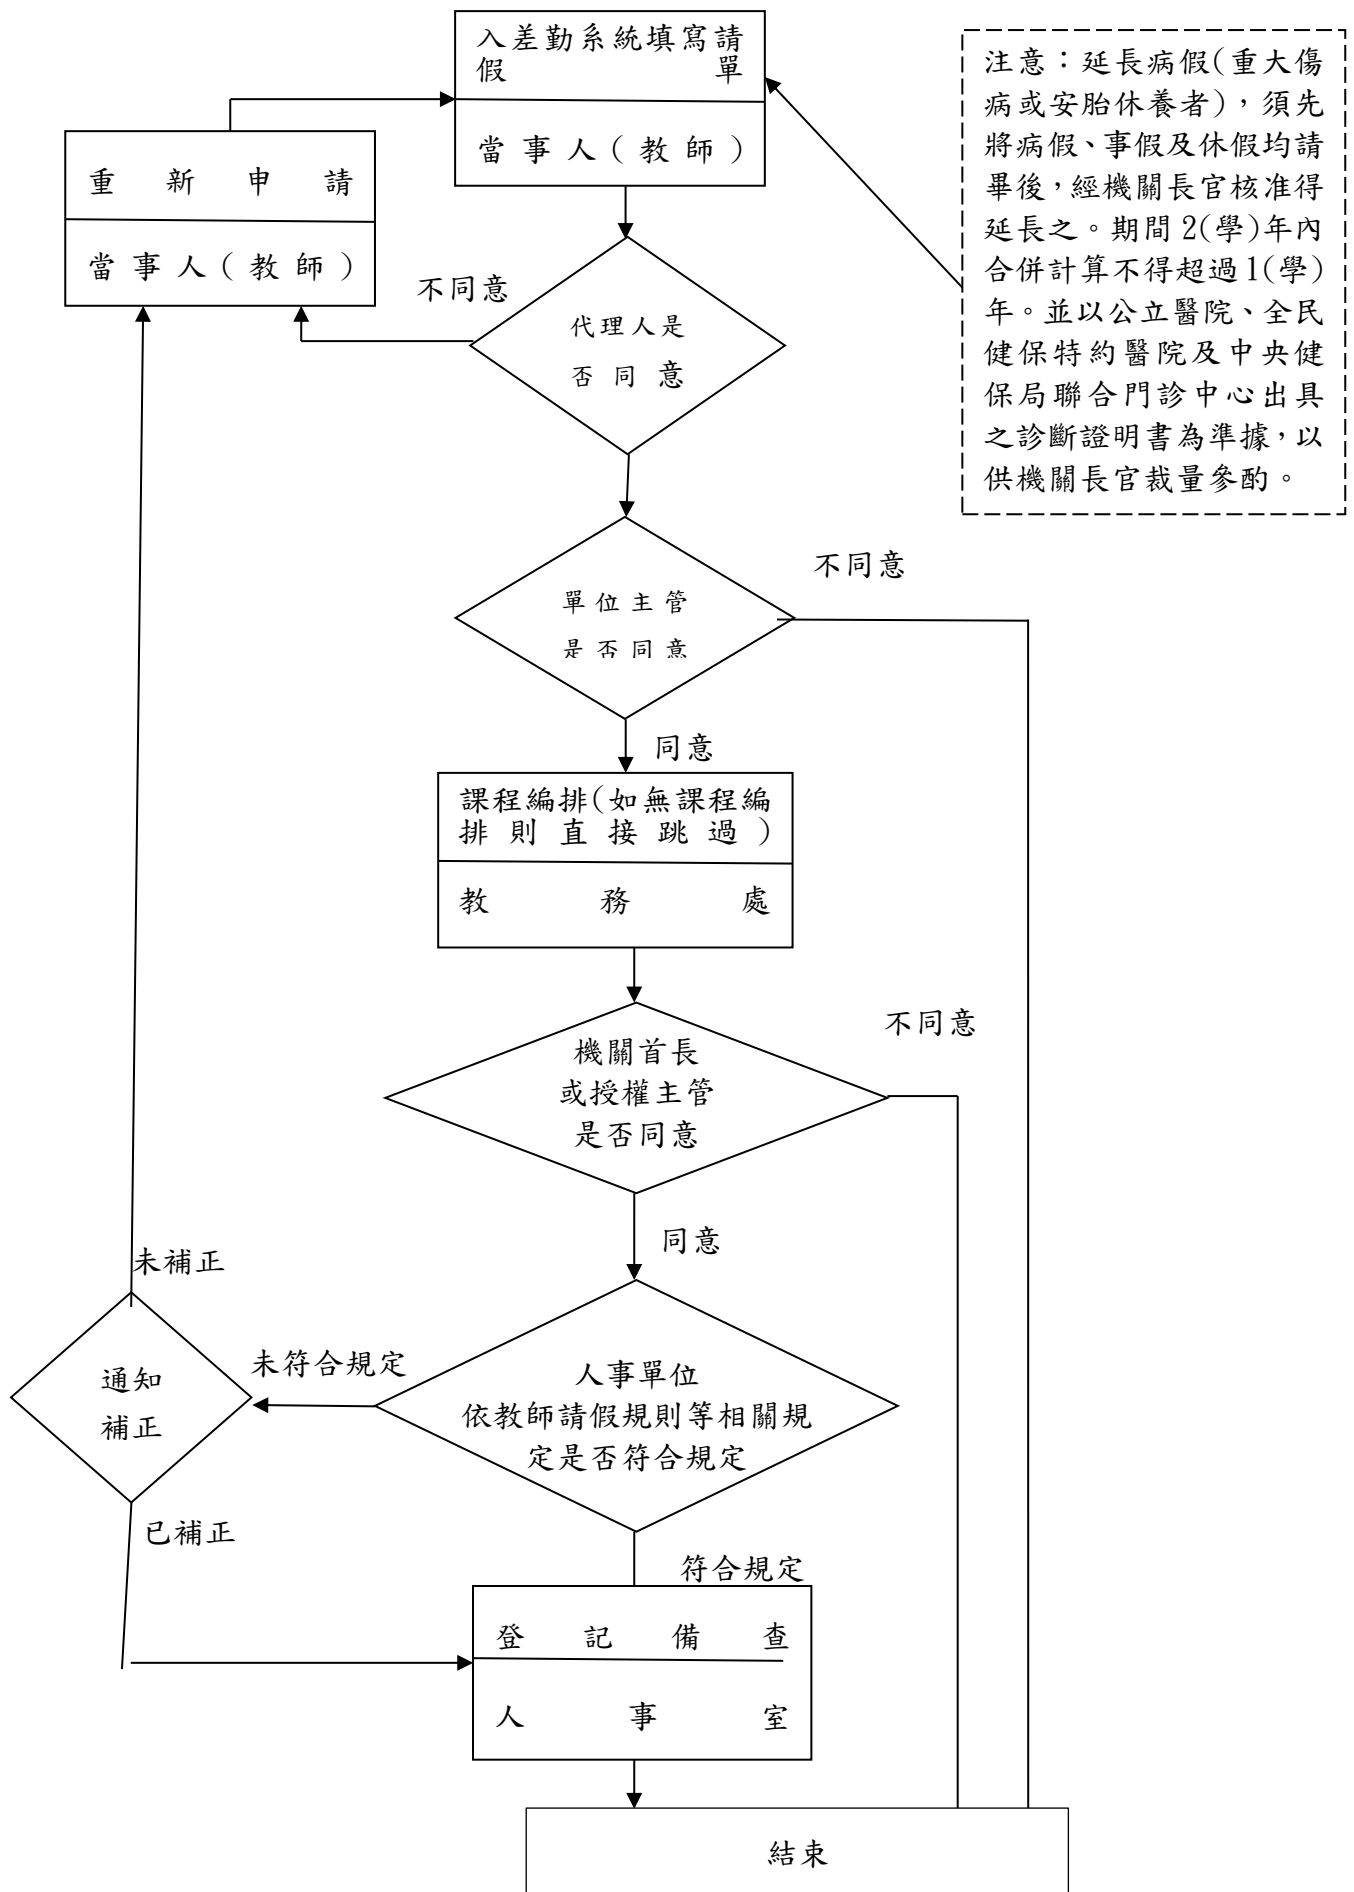 入差勤系統填寫請
假單
當事人(教師)
注意：延長病假(重大傷
病或安胎休養者)，須先
將病假、事假及休假均請
畢後，經機關長官核准得
延長之。期間2(學)年內
合併計算不得超過1(學)
年。並以公立醫院、全民
健保特約醫院及中央健
保局聯合門診中心出具
之診斷證明書為準據，以
供機關長官裁量參酌。
重新申請
當事人(教師)
不同意
代理人是
否同意
不同意
單位主管
是否同意
同意
課程編排(如無課程編
排則直接跳過)
教務處
不同意
機關首長
或授權主管
是否同意
同意
未補正
未符合規定
通知
補正
人事單位
依教師請假規則等相關規
定是否符合規定
已補正
符合規定
登記備查
人事室
結束